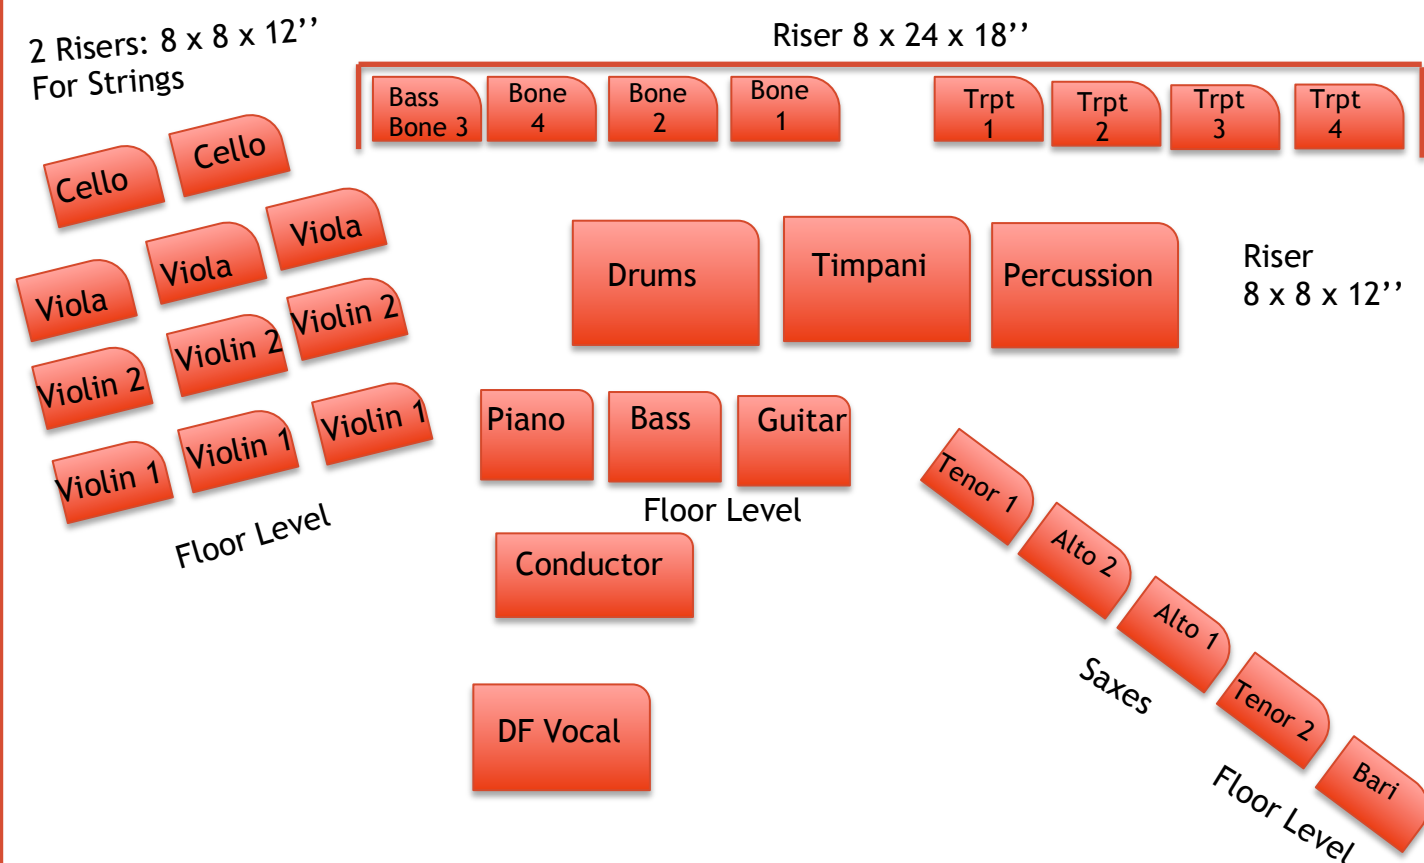 2 Risers: 8 x 8 x 12’’
For Strings
Riser 8 x 24 x 18’’
Bass
Bone 3
Bone
4
Bone
2
Bone
1
Trpt
1
Trpt
2
Trpt
3
Trpt
4
Cello
Cello
Viola
Viola
Viola
Violin 2
Violin 2
Violin 2
Violin 1
Violin 1
Violin 1
Floor Level
Drums
Timpani
Percussion
Riser
8 x 8 x 12’’
Piano
Bass
Guitar
Floor Level
Conductor
DF Vocal
Tenor 1
Alto 2
Alto 1
Tenor 2
Bari
Saxes
Floor Level